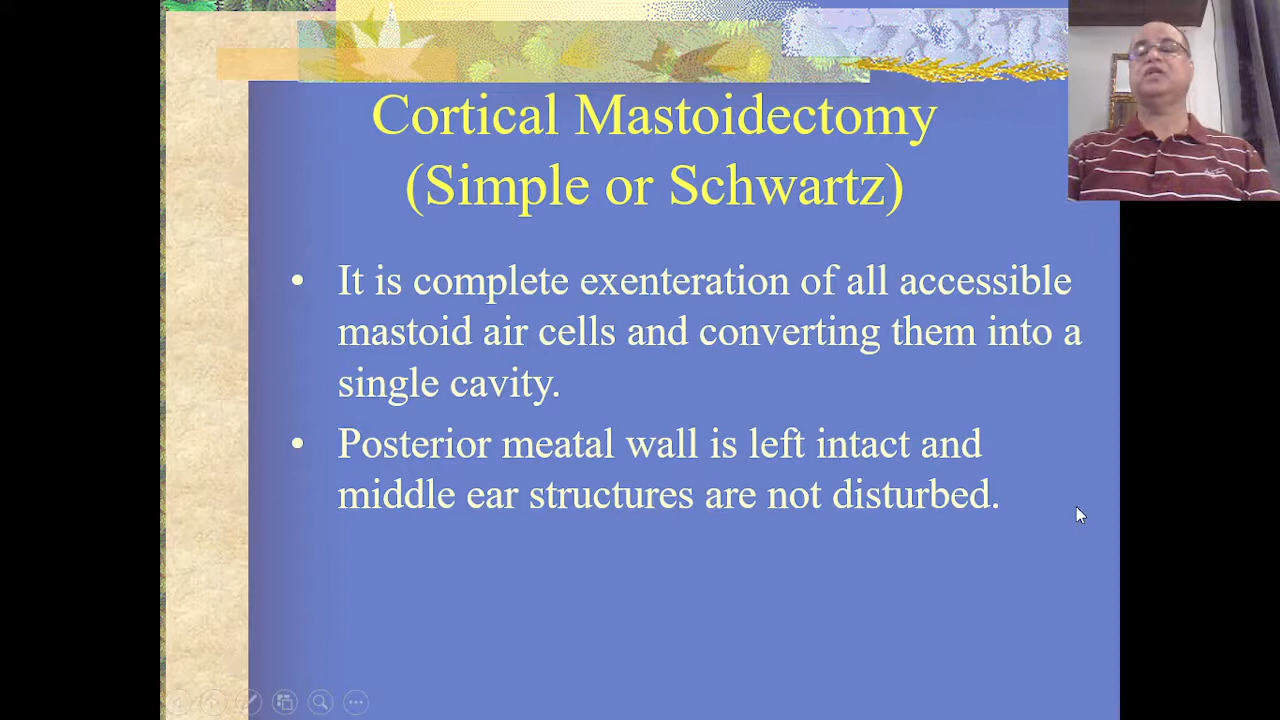 Cortical Mastoidectomy
(Simple or Schwartz)
• It is complete exenteration of all accessible
mastoid air cells and converting them into a
single cavity.
• Posterior meatal wall is left intact and
middle ear structures are not disturbed.